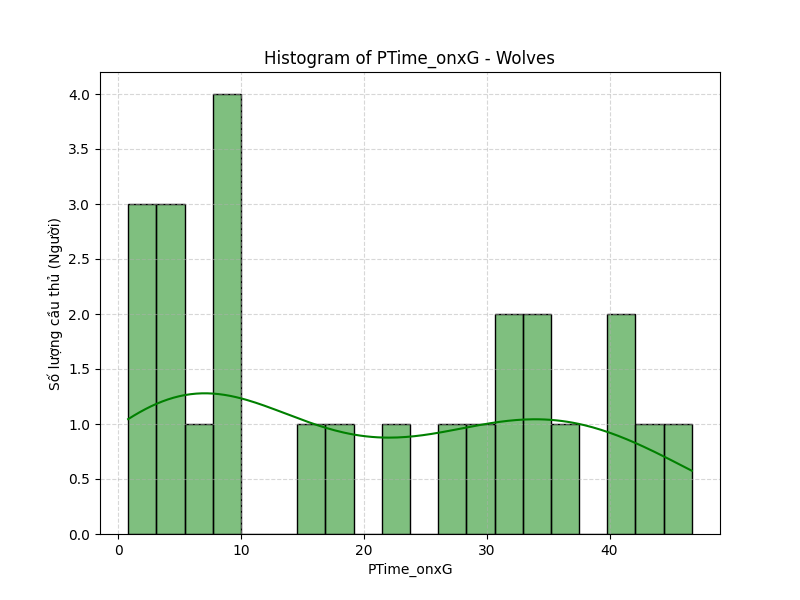 Histogram of PTime_onxG - Wolves
4.0
3.5
3.0
2.5
2.0
1.5
1.0
0.5
0.0
Số lượng cầu thủ (Người)
0 10 20 30 40
PTime_onxG